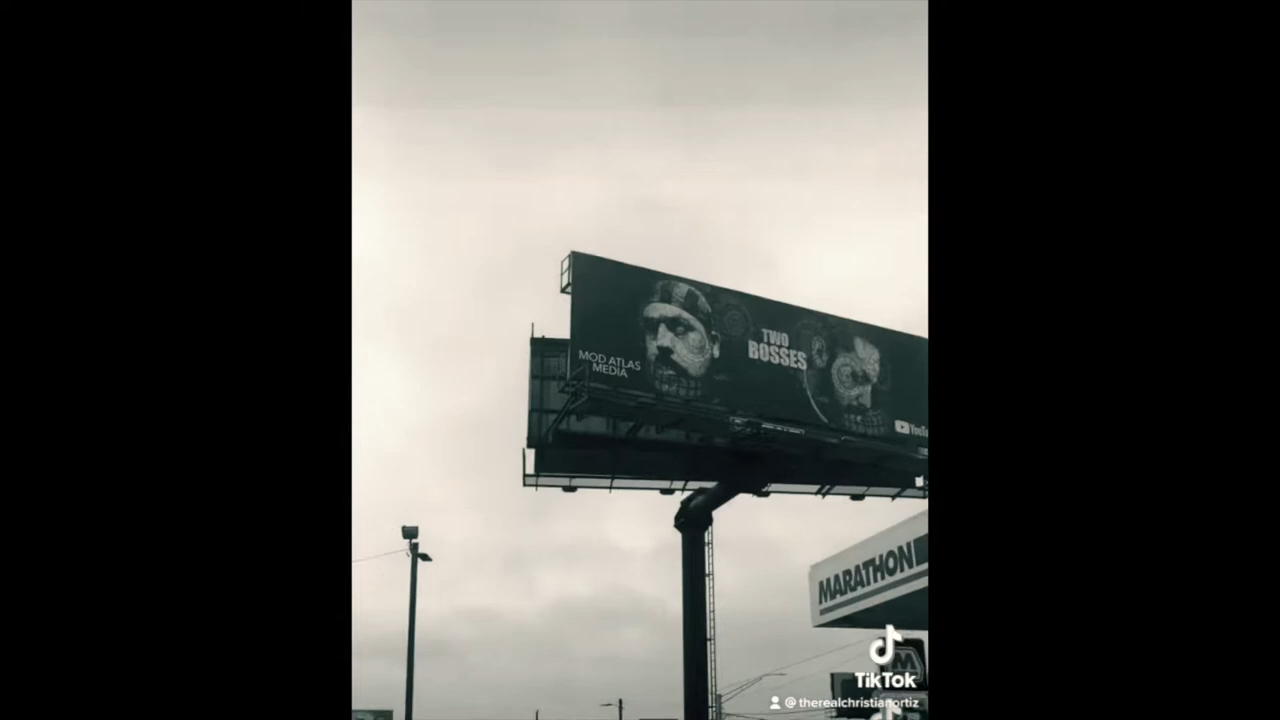 MOD ATLAS
MEDIA
TWO
BOSSES
MARATHON
M
TikTok
@therealchristianortiz